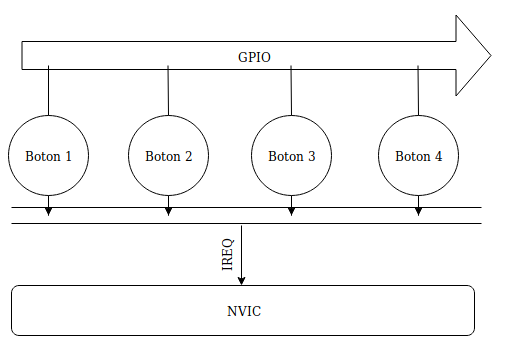 GPIO
Boton 1
Boton 2
Boton 3
Boton 4
IREQ
NVIC